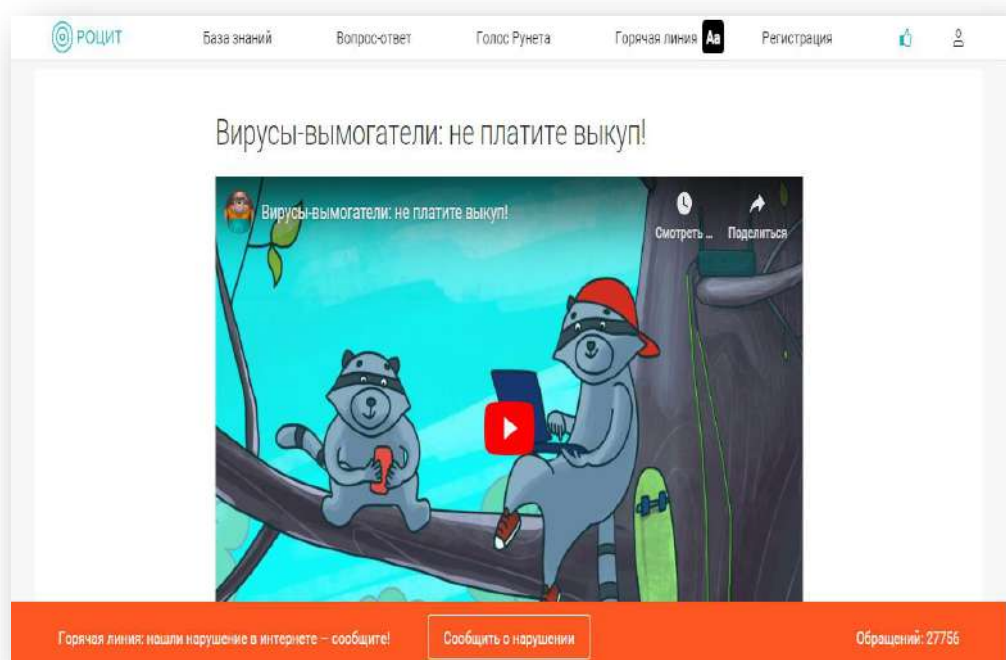 РОЦИТ База знаний Вопрос-ответ Голос Рунета Горячая линия Aa Регистрация
Вирусы-вымогатели: не платите выкуп!
Вирусы-вымогатели: не платите выкуп!
Смотреть ... Поделиться
Горячая линия: нашли нарушение в интернете – сообщите! Сообщить о нарушении Обращений: 27756